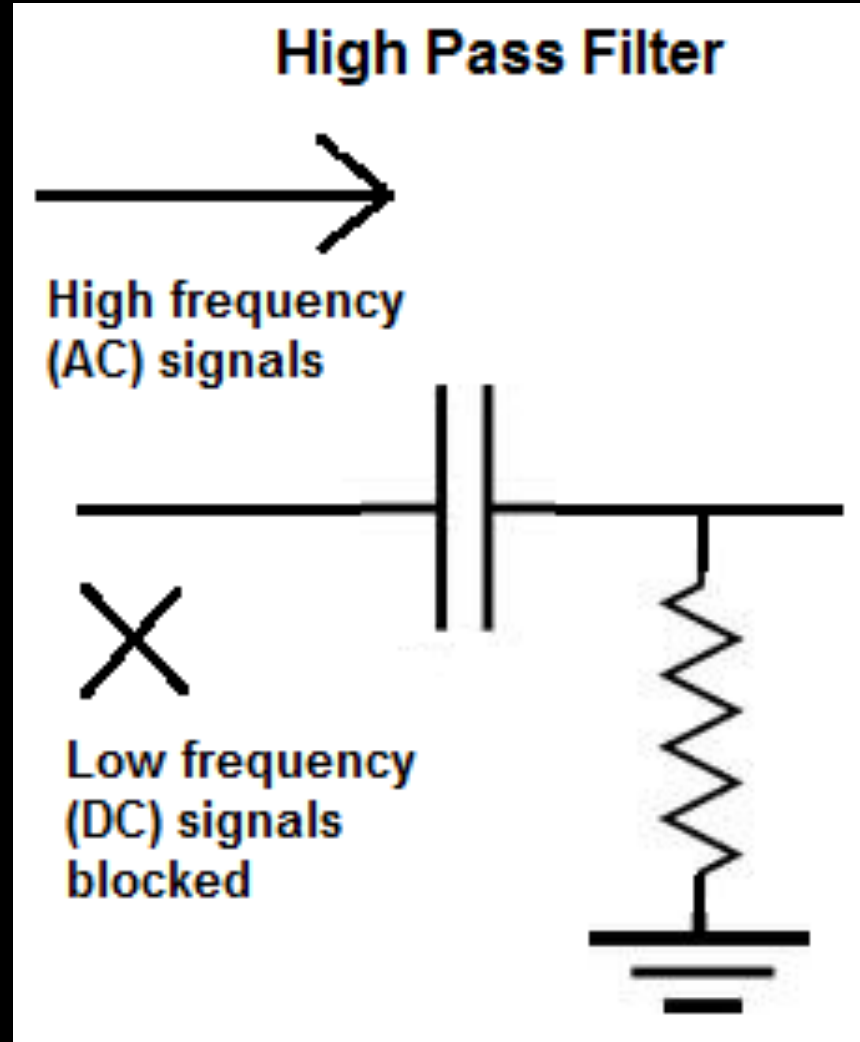 High Pass Filter
High frequency
(AC) signals
Low frequency
(DC) signals
blocked